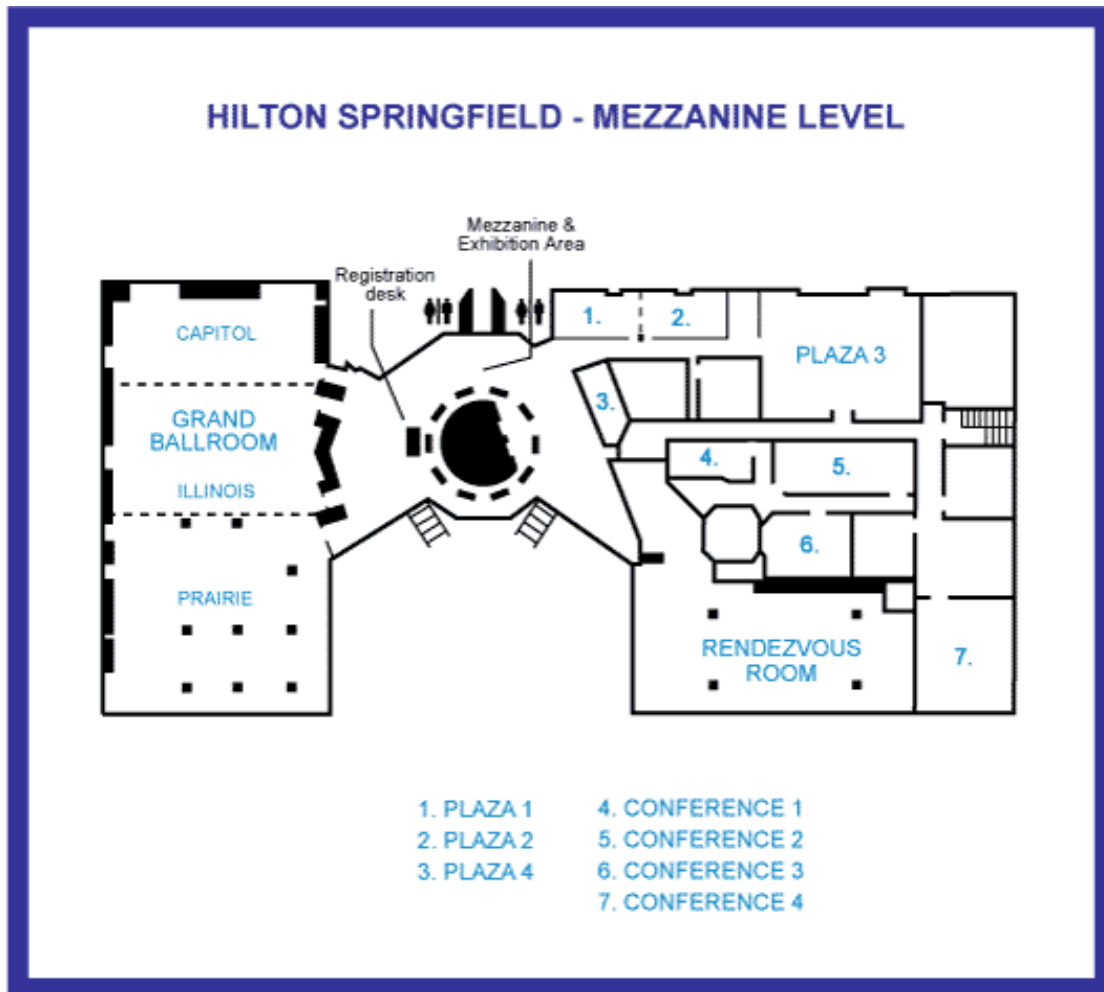 HILTON SPRINGFIELD - MEZZANINE LEVEL
Mezzanine &
Exhibition Area
Registration
desk
CAPITOL
GRAND
BALLROOM
ILLINOIS
PRAIRIE
1.
2.
PLAZA 3
3.
4.
5.
6.
RENDEZVOUS
ROOM
7.
1. PLAZA 1
2. PLAZA 2
3. PLAZA 4
4. CONFERENCE 1
5. CONFERENCE 2
6. CONFERENCE 3
7. CONFERENCE 4